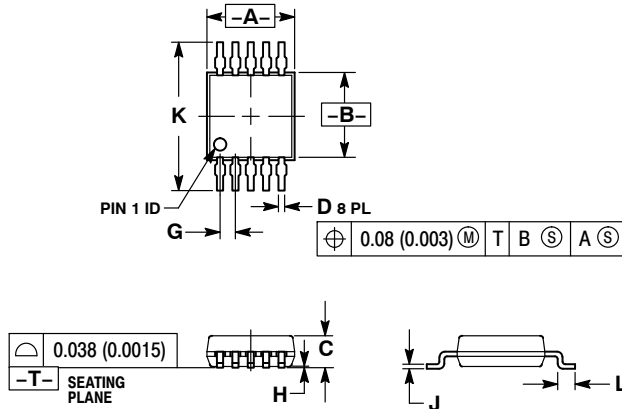 –A–
K
–B–
PIN 1 ID
G
D 8 PL
⌖ 0.08 (0.003) Ⓜ T B Ⓢ A Ⓢ
⌓ 0.038 (0.0015)
–T– SEATING
PLANE
C
H
J
L